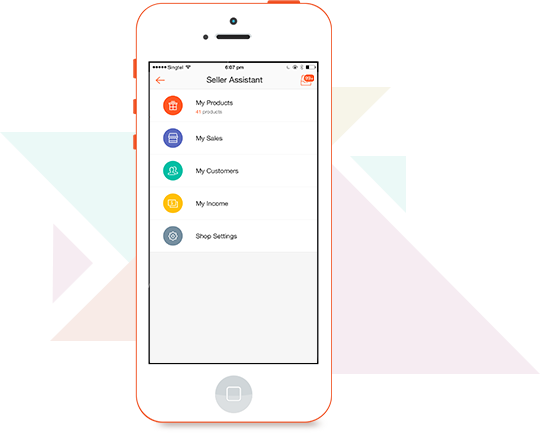 Singtel 6:07 pm
Seller Assistant
My Products
41 products
My Sales
My Customers
My Income
Shop Settings